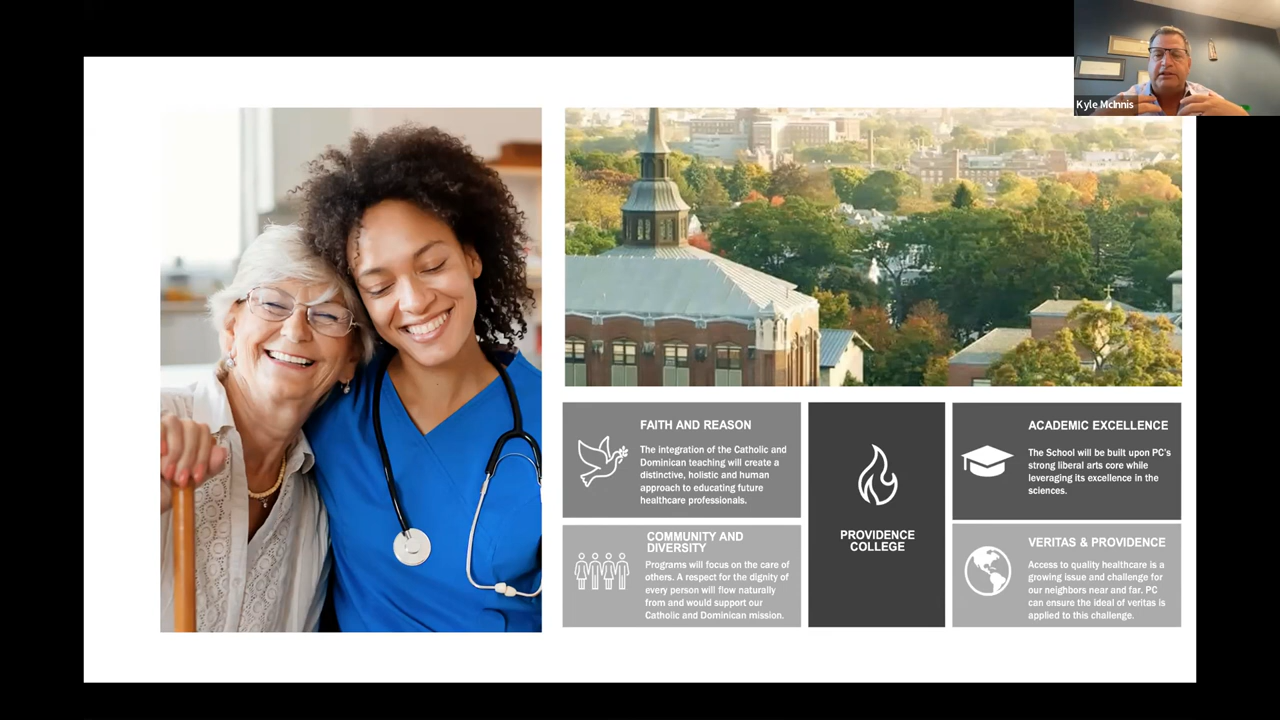 Kyle McInnis
FAITH AND REASON
The integration of the Catholic and
Dominican teaching will create a
distinctive, holistic and human
approach to educating future
healthcare professionals.
COMMUNITY AND
DIVERSITY
Programs will focus on the care of
others. A respect for the dignity of
every person will flow naturally
from and would support our
Catholic and Dominican mission.
PROVIDENCE
COLLEGE
ACADEMIC EXCELLENCE
The School will be built upon PC's
strong liberal arts core while
leveraging its excellence in the
sciences.
VERITAS & PROVIDENCE
Access to quality healthcare is a
growing issue and challenge for
our neighbors near and far. PC
can ensure the ideal of veritas is
applied to this challenge.